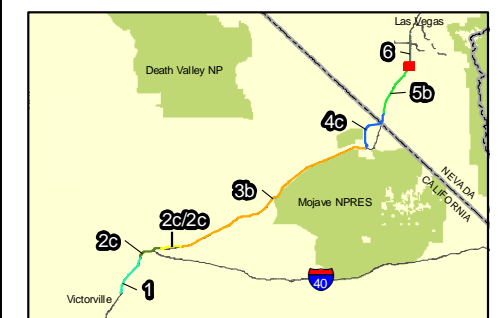 Las Vegas
6
Death Valley NP
5b
4c
NEVADA
CALIFORNIA
3b
Mojave NPRES
2c/2c
2c
40
1
Victorville